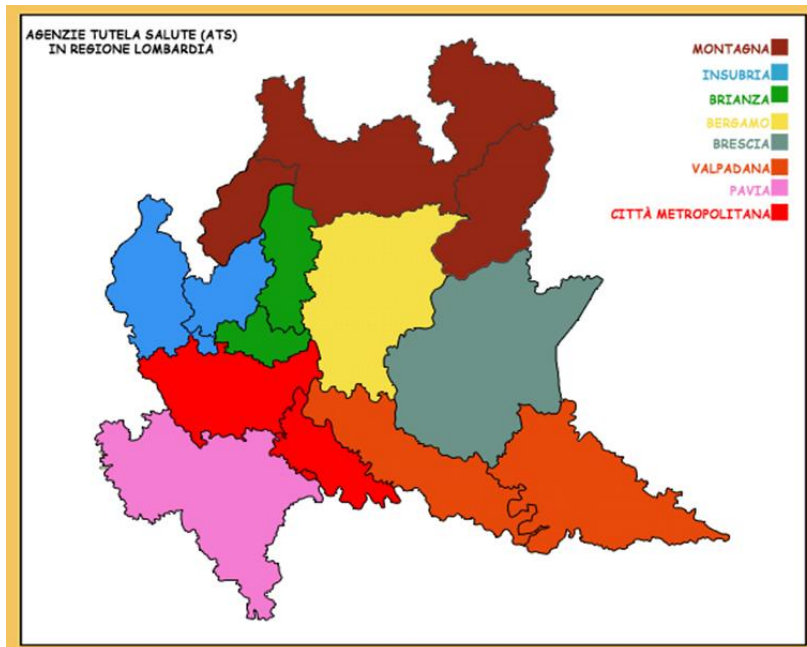 AGENZIE TUTELA SALUTE (ATS)
IN REGIONE LOMBARDIA
MONTAGNA
INSUBRIA
BRIANZA
BERGAMO
BRESCIA
VALPADANA
PAVIA
CITTÀ METROPOLITANA